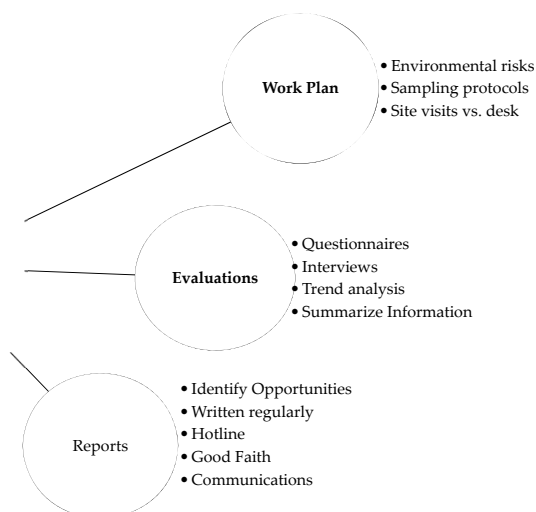 Work Plan
• Environmental risks
• Sampling protocols
• Site visits vs. desk
Evaluations
• Questionnaires
• Interviews
• Trend analysis
• Summarize Information
Reports
• Identify Opportunities
• Written regularly
• Hotline
• Good Faith
• Communications